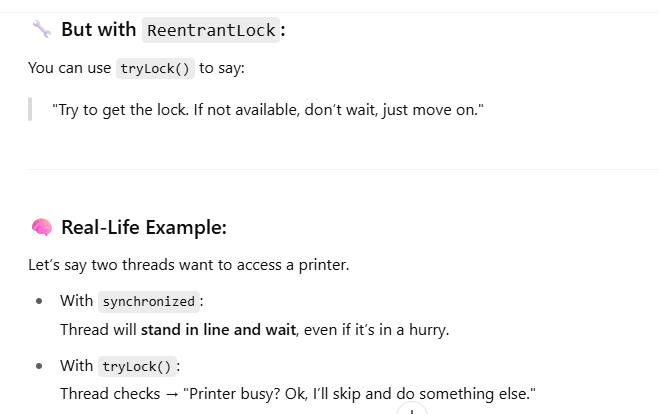 But with ReentrantLock:
You can use tryLock() to say:
"Try to get the lock. If not available, don't wait, just move on."
Real-Life Example:
Let's say two threads want to access a printer.
With synchronized:
Thread will stand in line and wait, even if it's in a hurry.
With tryLock():
Thread checks → "Printer busy? Ok, I'll skip and do something else."